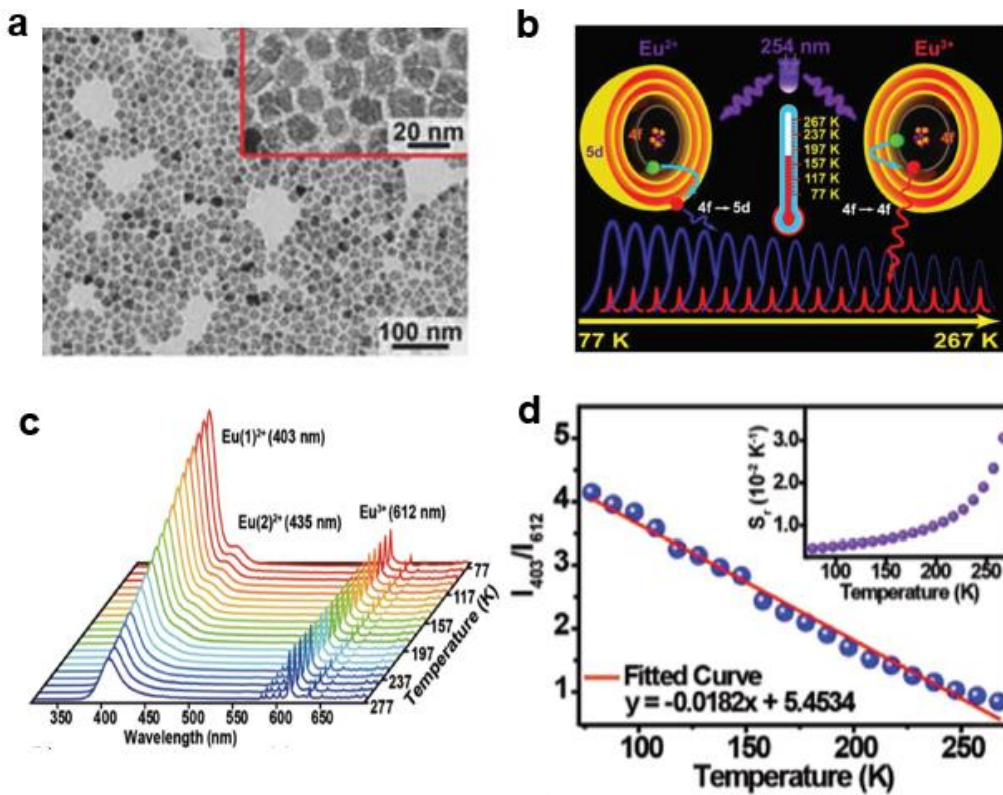 a
20 nm
100 nm
b
Eu²⁺
254 nm
Eu³⁺
4f
5d
267 K
237 K
197 K
157 K
117 K
77 K
4f
4f → 5d
4f → 4f
77 K
267 K
c
Eu(1)²⁺ (403 nm)
Eu(2)²⁺ (435 nm)
Eu³⁺ (612 nm)
77
117
157
197
237
277
Temperature (K)
350 400 450 500 550 600 650
Wavelength (nm)
d
5
4
3
2
1
I₄₀₃/I₆₁₂
3.0
2.0
1.0
Sᵣ (10⁻² K⁻¹)
100 150 200 250
Temperature (K)
Fitted Curve
y = -0.0182x + 5.4534
100 150 200 250
Temperature (K)